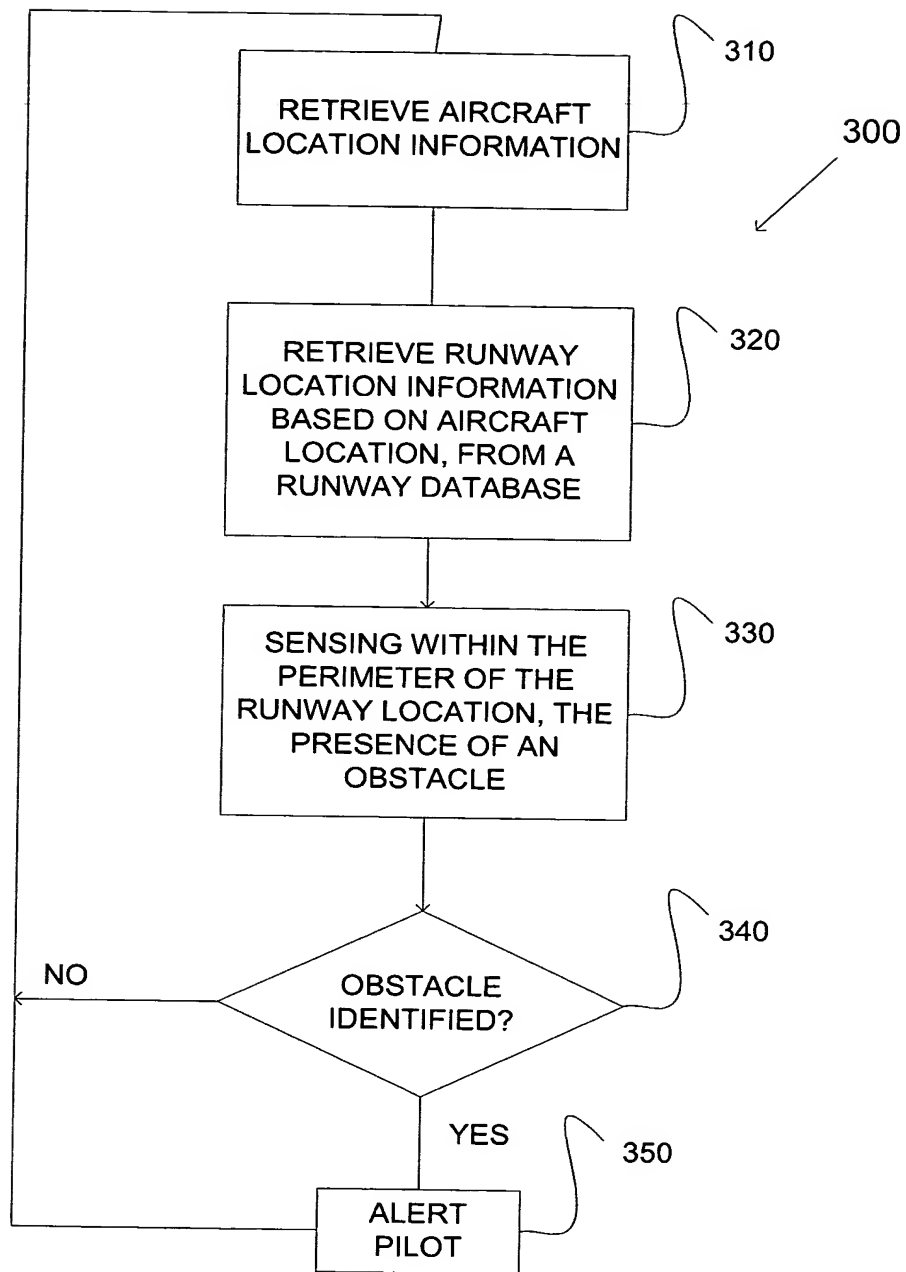 310
RETRIEVE AIRCRAFT
LOCATION INFORMATION
300
320
RETRIEVE RUNWAY
LOCATION INFORMATION
BASED ON AIRCRAFT
LOCATION, FROM A
RUNWAY DATABASE
330
SENSING WITHIN THE
PERIMETER OF THE
RUNWAY LOCATION, THE
PRESENCE OF AN
OBSTACLE
340
NO
OBSTACLE
IDENTIFIED?
YES
350
ALERT
PILOT